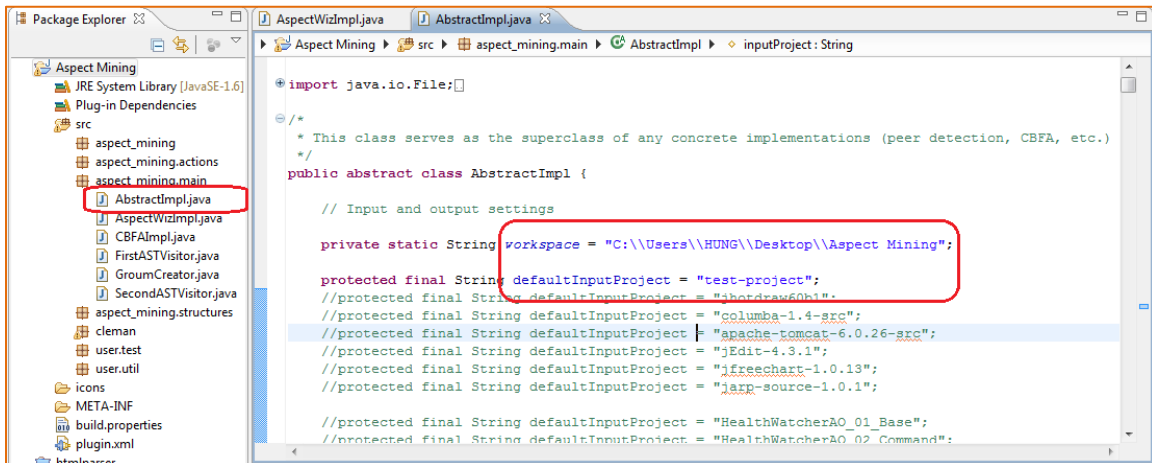 Package Explorer
Aspect Mining
JRE System Library [JavaSE-1.6]
Plug-in Dependencies
src
aspect_mining
aspect_mining.actions
aspect_mining.main
AbstractImpl.java
AspectWizImpl.java
CBFAImpl.java
FirstASTVisitor.java
GroumCreator.java
SecondASTVisitor.java
aspect_mining.structures
cleman
user.test
user.util
icons
META-INF
build.properties
plugin.xml
htmlparser
AspectWizImpl.java AbstractImpl.java
Aspect Mining src aspect_mining.main AbstractImpl inputProject : String
import java.io.File;
/*
* This class serves as the superclass of any concrete implementations (peer detection, CBFA, etc.)
*/
public abstract class AbstractImpl {
// Input and output settings
private static String workspace = "C:\\Users\\HUNG\\Desktop\\Aspect Mining";
protected final String defaultInputProject = "test-project";
//protected final String defaultInputProject = "jhotdraw60b1";
//protected final String defaultInputProject = "columba-1.4-src";
//protected final String defaultInputProject = "apache-tomcat-6.0.26-src";
//protected final String defaultInputProject = "jEdit-4.3.1";
//protected final String defaultInputProject = "jfreechart-1.0.13";
//protected final String defaultInputProject = "jarp-source-1.0.1";
//protected final String defaultInputProject = "HealthWatcherAO_01_Base";
//protected final String defaultInputProject = "HealthWatcherAO_02_Command";